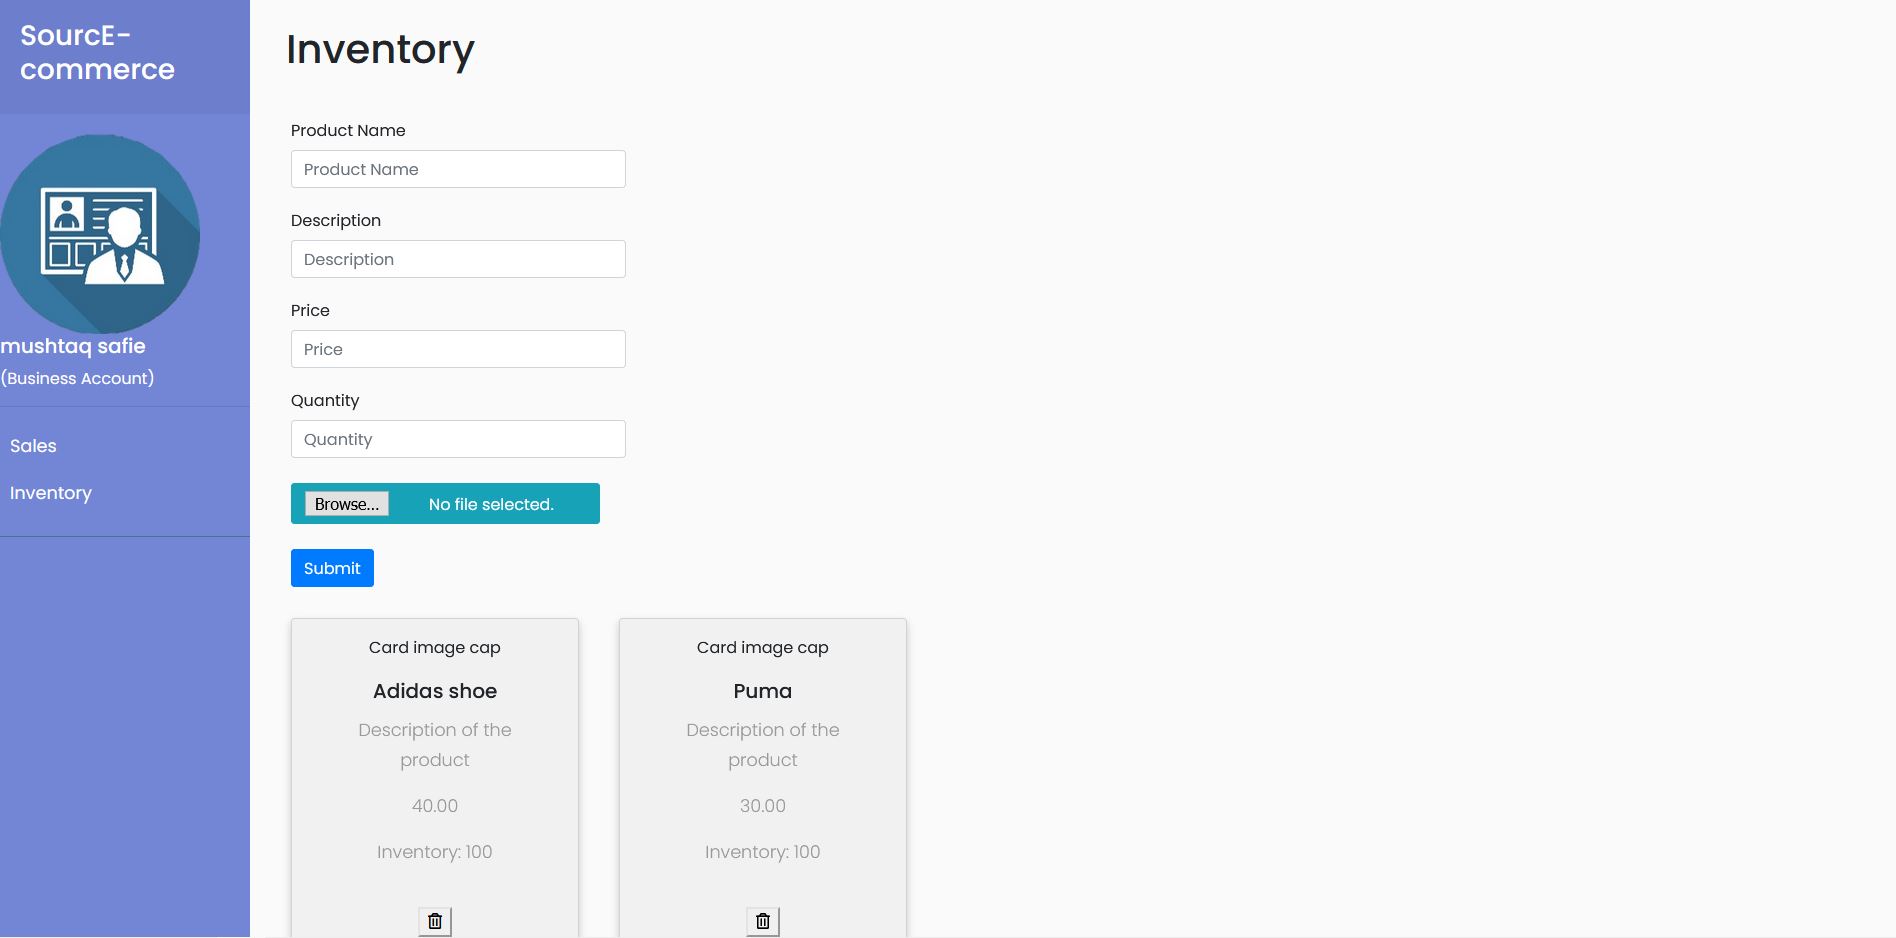 SourcE-
commerce
mushtaq safie
(Business Account)
Sales
Inventory
Inventory
Product Name
Product Name
Description
Description
Price
Price
Quantity
Quantity
Browse... No file selected.
Submit
Card image cap
Adidas shoe
Description of the
product
40.00
Inventory: 100
Card image cap
Puma
Description of the
product
30.00
Inventory: 100